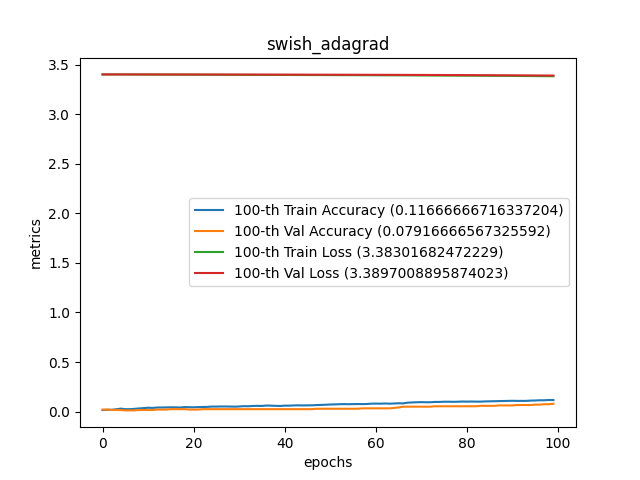 swish_adagrad
3.5
3.0
2.5
2.0
1.5
1.0
0.5
0.0
metrics
100-th Train Accuracy (0.11666666716337204)
100-th Val Accuracy (0.07916666567325592)
100-th Train Loss (3.38301682472229)
100-th Val Loss (3.3897008895874023)
0 20 40 60 80 100
epochs